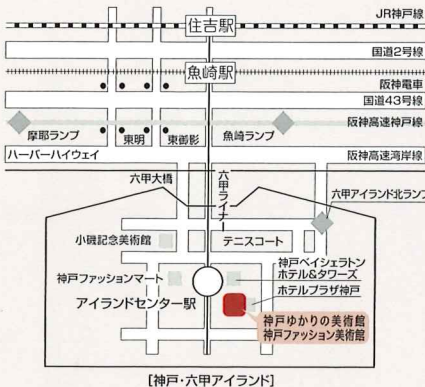 JR神戸線
住吉駅
国道2号線
魚崎駅
阪神電車
国道43号線
阪神高速神戸線
摩耶ランプ
東明
東御影
魚崎ランプ
ハーバーハイウェイ
阪神高速湾岸線
六甲大橋
六甲ライナー
六甲アイランド北ランプ
小磯記念美術館
テニスコート
神戸ファッションマート
神戸ベイシェラトン
ホテル&タワーズ
ホテルプラザ神戸
アイランドセンター駅
神戸ゆかりの美術館
神戸ファッション美術館
[神戸・六甲アイランド]